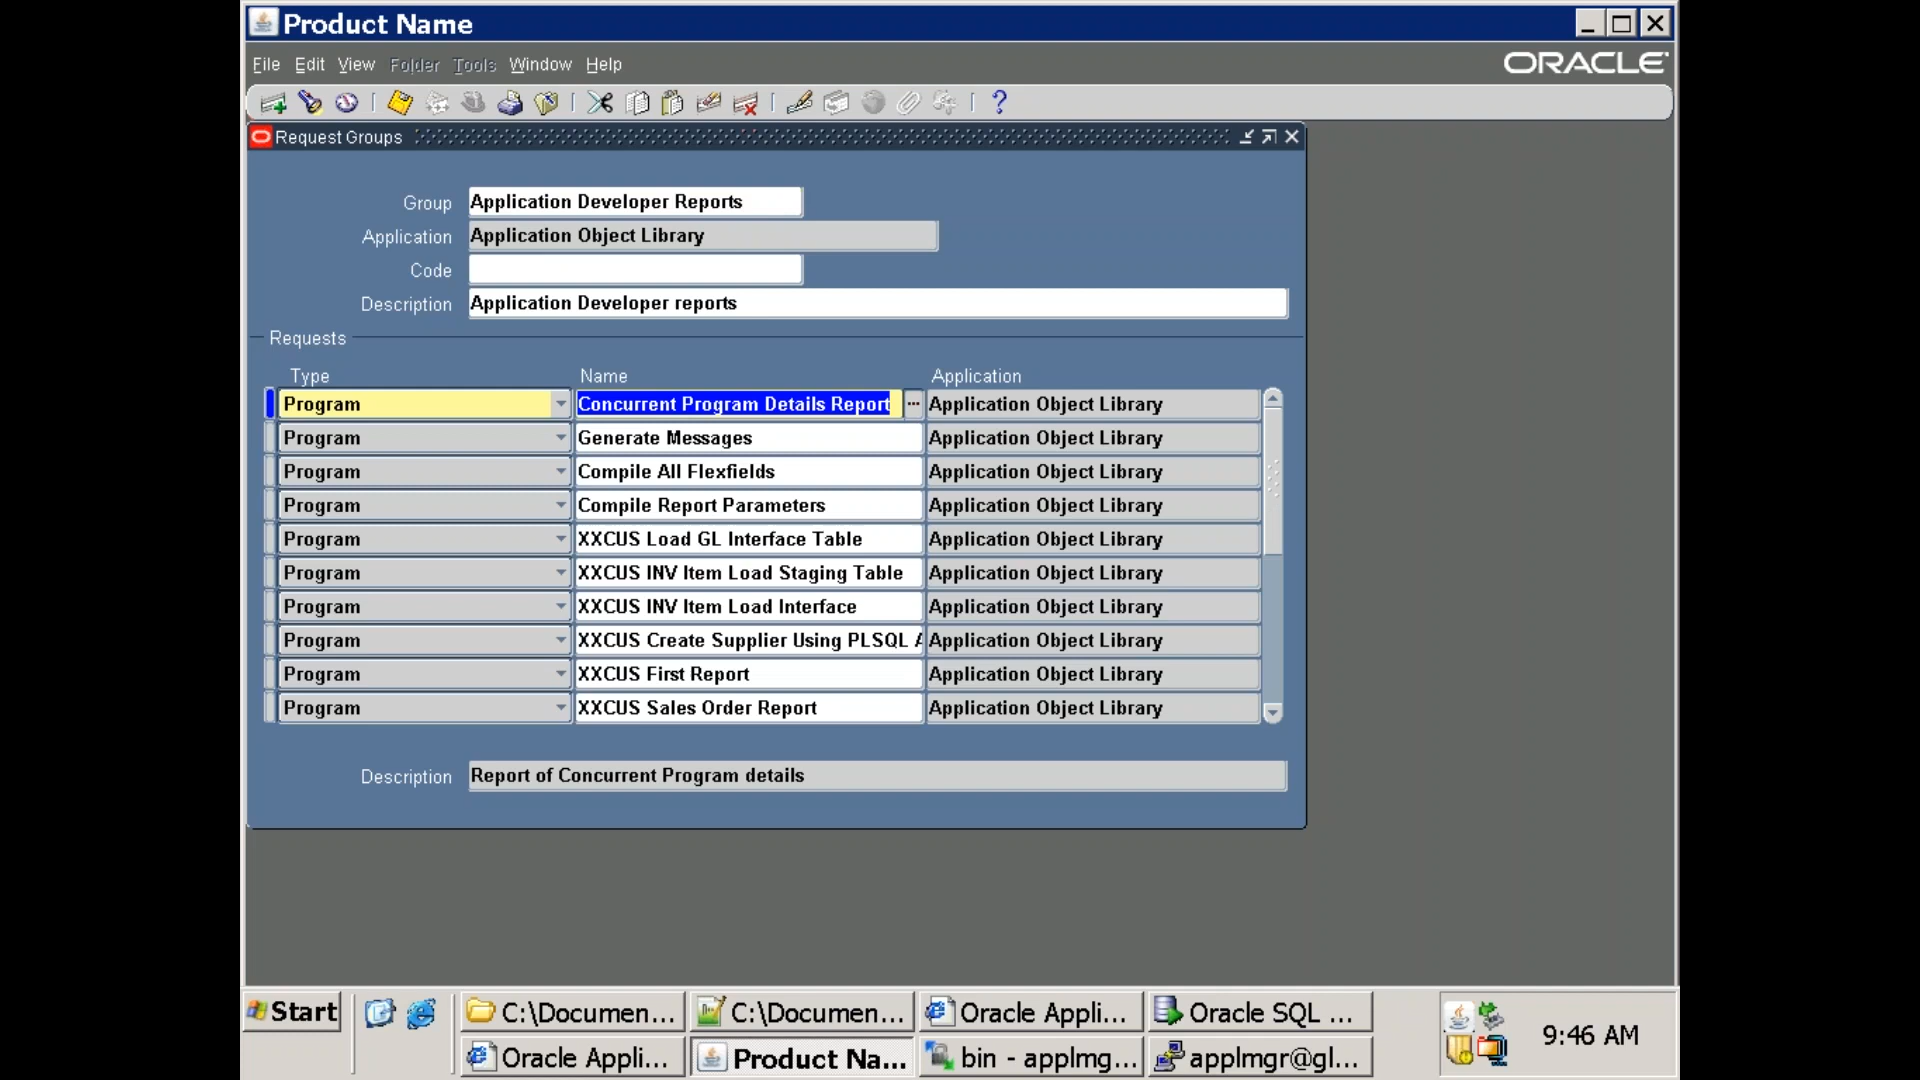 Product Name
File Edit View Folder Tools Window Help
ORACLE
?
Request Groups
Group Application Developer Reports
Application Application Object Library
Code
Description Application Developer reports
Requests
Type Name Application
Program Concurrent Program Details Report ... Application Object Library
Program Generate Messages Application Object Library
Program Compile All Flexfields Application Object Library
Program Compile Report Parameters Application Object Library
Program XXCUS Load GL Interface Table Application Object Library
Program XXCUS INV Item Load Staging Table Application Object Library
Program XXCUS INV Item Load Interface Application Object Library
Program XXCUS Create Supplier Using PLSQL A Application Object Library
Program XXCUS First Report Application Object Library
Program XXCUS Sales Order Report Application Object Library
Description Report of Concurrent Program details
Start C:\Documen... C:\Documen... Oracle Appli... Oracle SQL ...
Oracle Appli... Product Na... bin - applmg... applmgr@gl...
9:46 AM